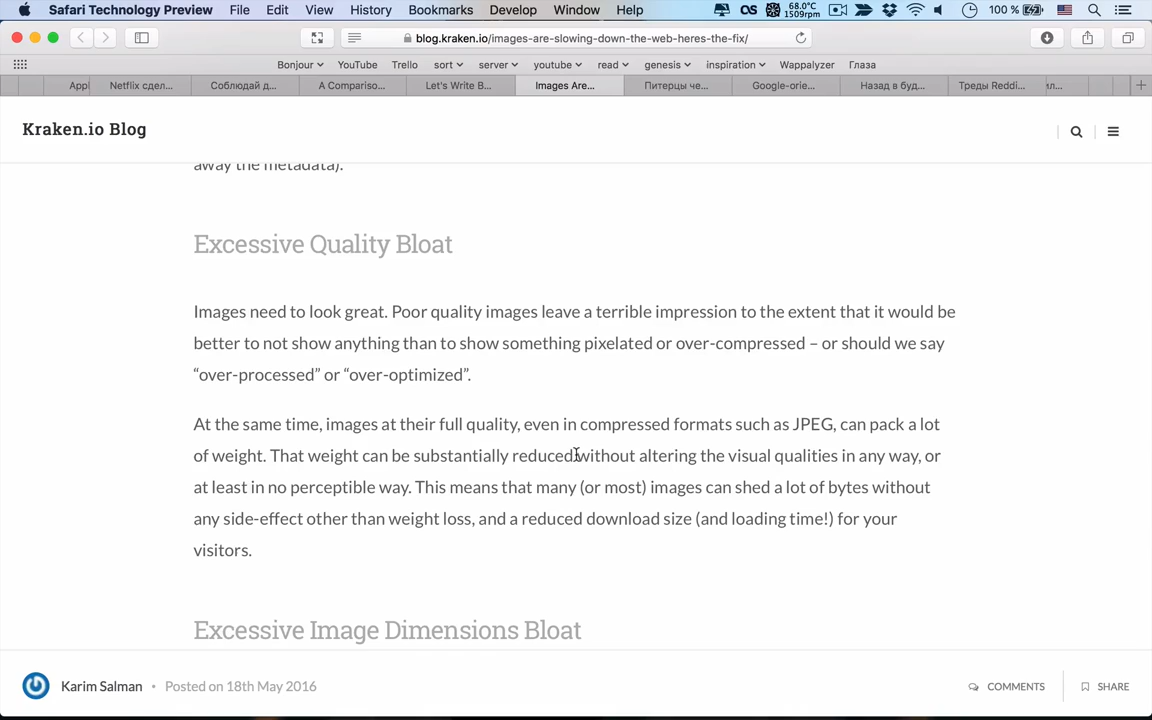 Safari Technology Preview File Edit View History Bookmarks Develop Window Help 68.0°C 1509rpm 100 %
blog.kraken.io/images-are-slowing-down-the-web-heres-the-fix/
Bonjour YouTube Trello sort server youtube read genesis inspiration Wappalyzer Глаза
Appl Netflix сдел... Соблюдай д... A Compariso... Let's Write B... Images Are... Питерцы че... Google-orie... Назад в буд... Треды Reddi...
Kraken.io Blog
away the metadata).
Excessive Quality Bloat
Images need to look great. Poor quality images leave a terrible impression to the extent that it would be
better to not show anything than to show something pixelated or over-compressed – or should we say
“over-processed” or “over-optimized”.
At the same time, images at their full quality, even in compressed formats such as JPEG, can pack a lot
of weight. That weight can be substantially reduced without altering the visual qualities in any way, or
at least in no perceptible way. This means that many (or most) images can shed a lot of bytes without
any side-effect other than weight loss, and a reduced download size (and loading time!) for your
visitors.
Excessive Image Dimensions Bloat
Karim Salman • Posted on 18th May 2016 COMMENTS SHARE